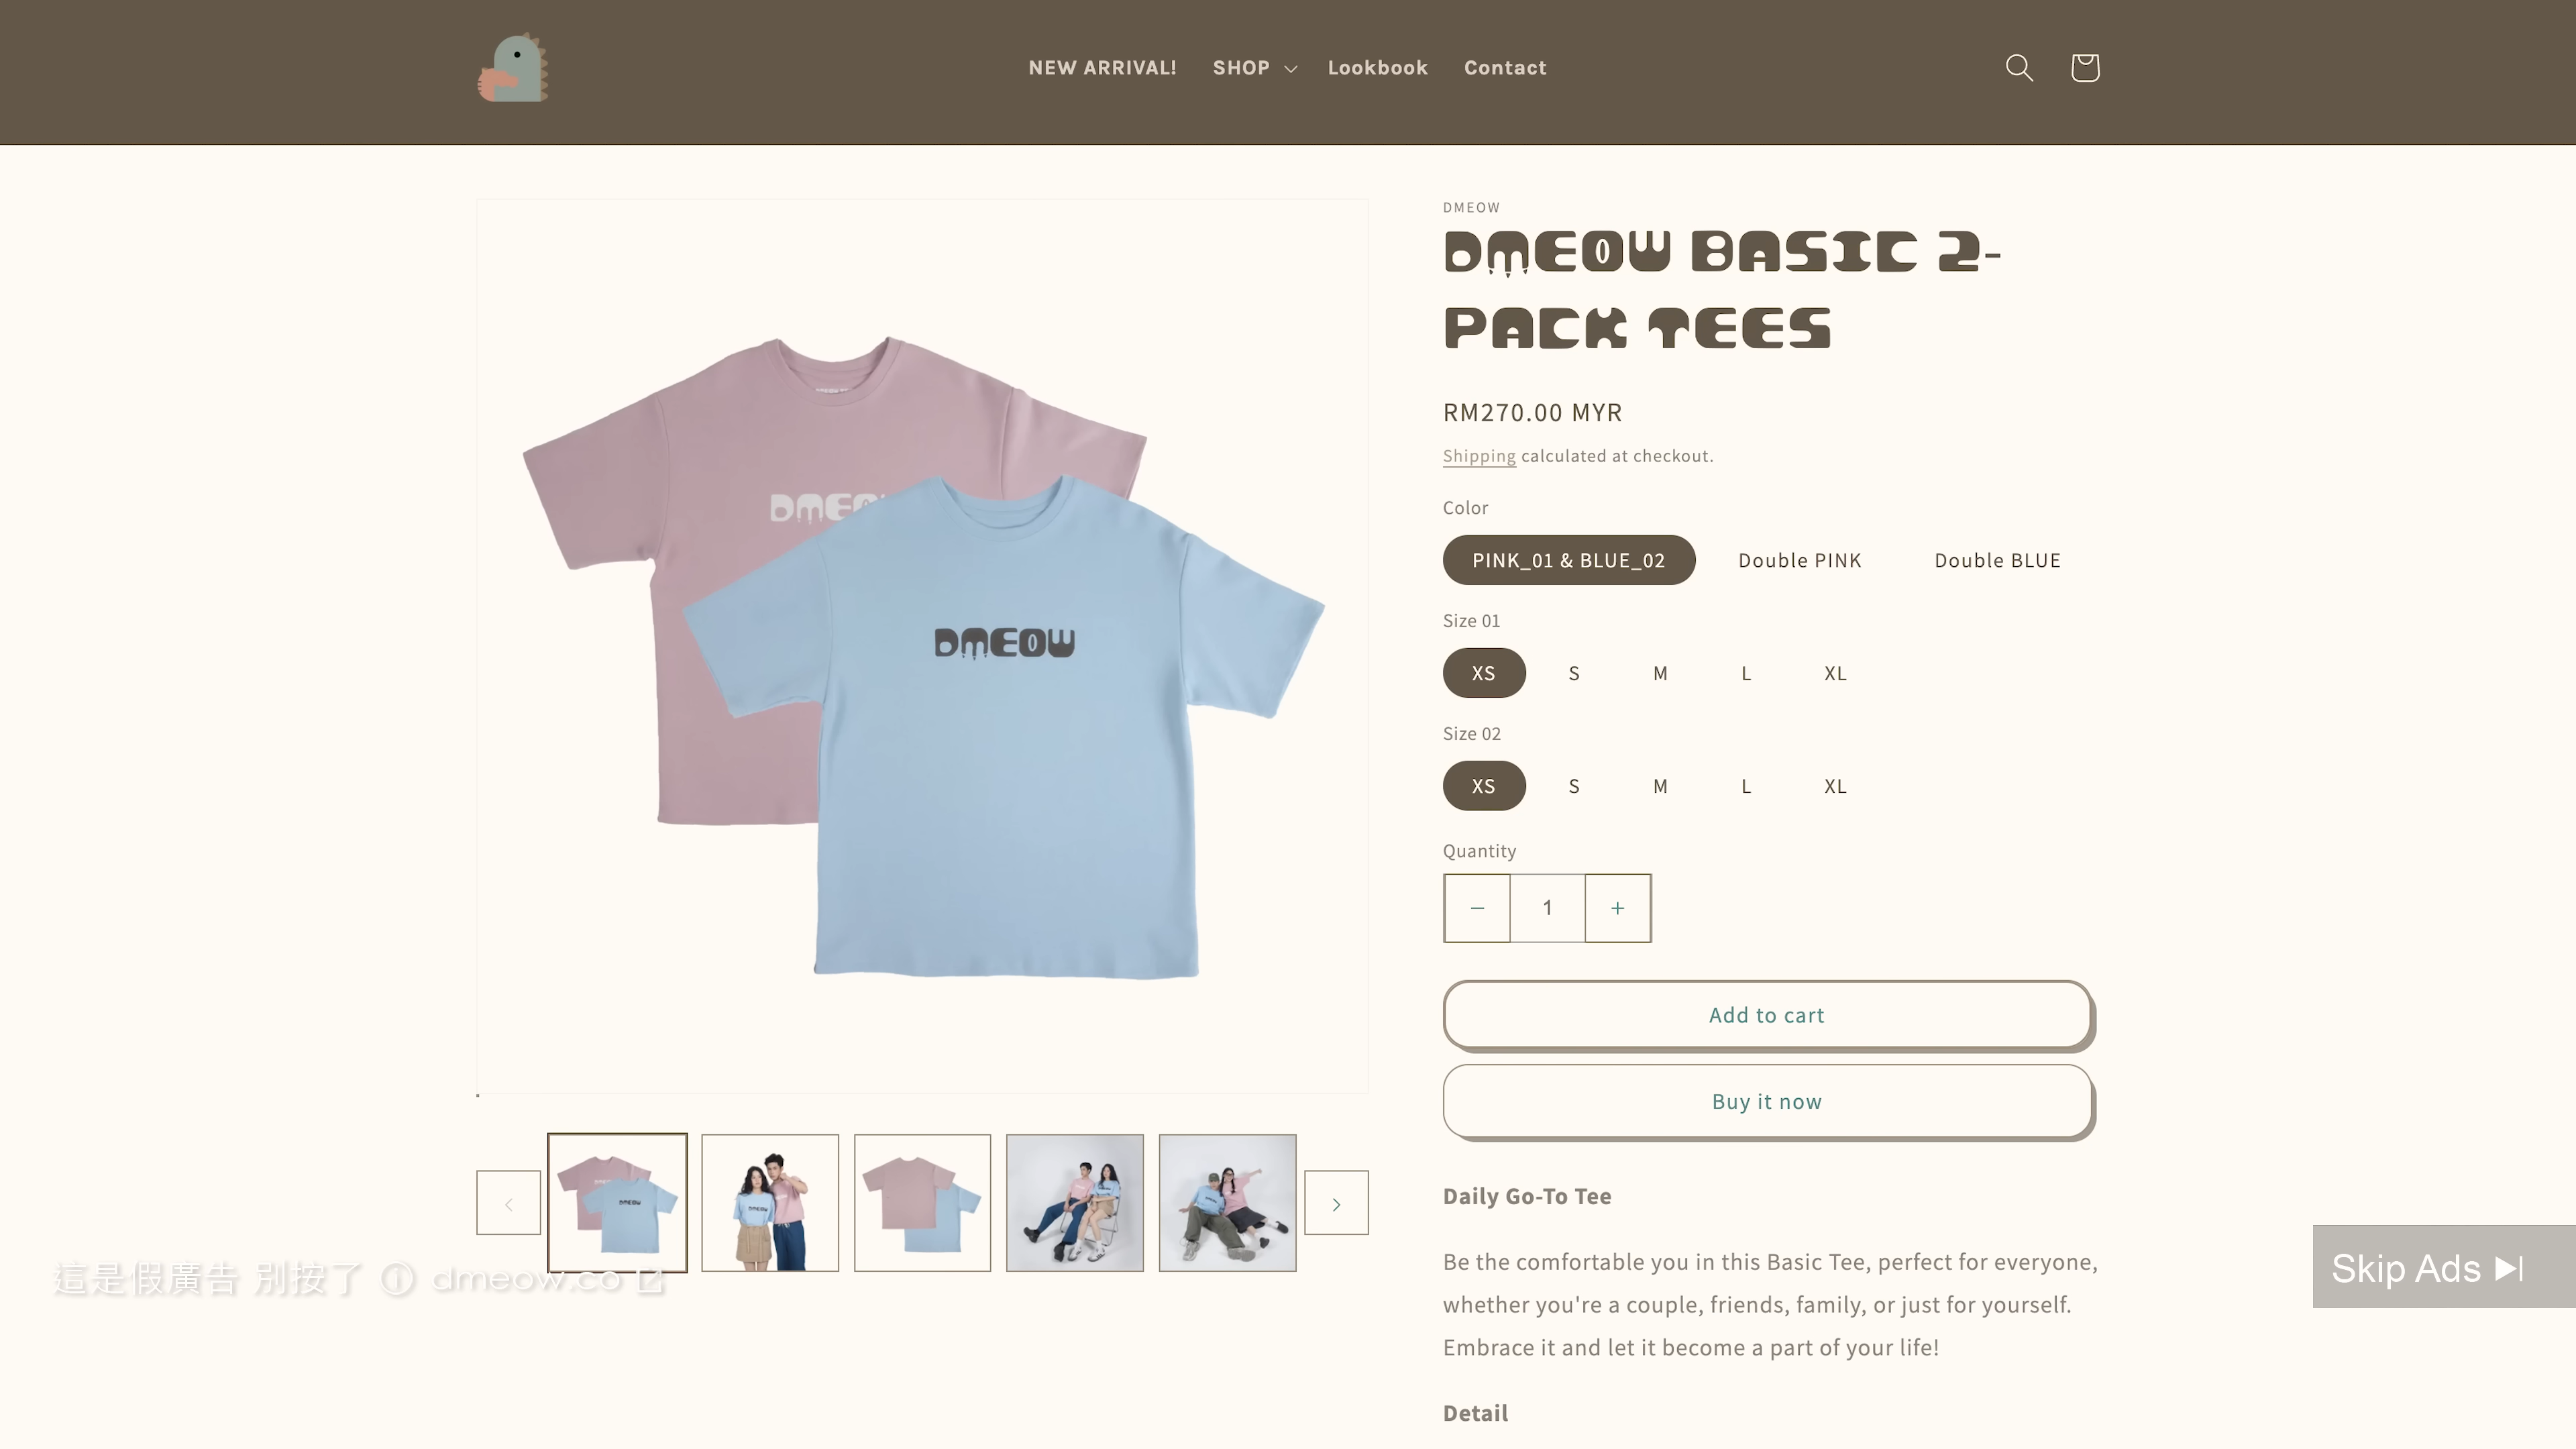 NEW ARRIVAL! SHOP Lookbook Contact
DMEOW
DMEOW BASIC 2-
PACK TEES
RM270.00 MYR
Shipping calculated at checkout.
Color
PINK_01 & BLUE_02 Double PINK Double BLUE
Size 01
XS S M L XL
Size 02
XS S M L XL
Quantity
− 1 +
Add to cart
Buy it now
Daily Go-To Tee
Be the comfortable you in this Basic Tee, perfect for everyone,
whether you're a couple, friends, family, or just for yourself.
Embrace it and let it become a part of your life!
Detail
DMEO
DMEOW
這是假廣告 別按了 ⓘ dmeow.co
Skip Ads